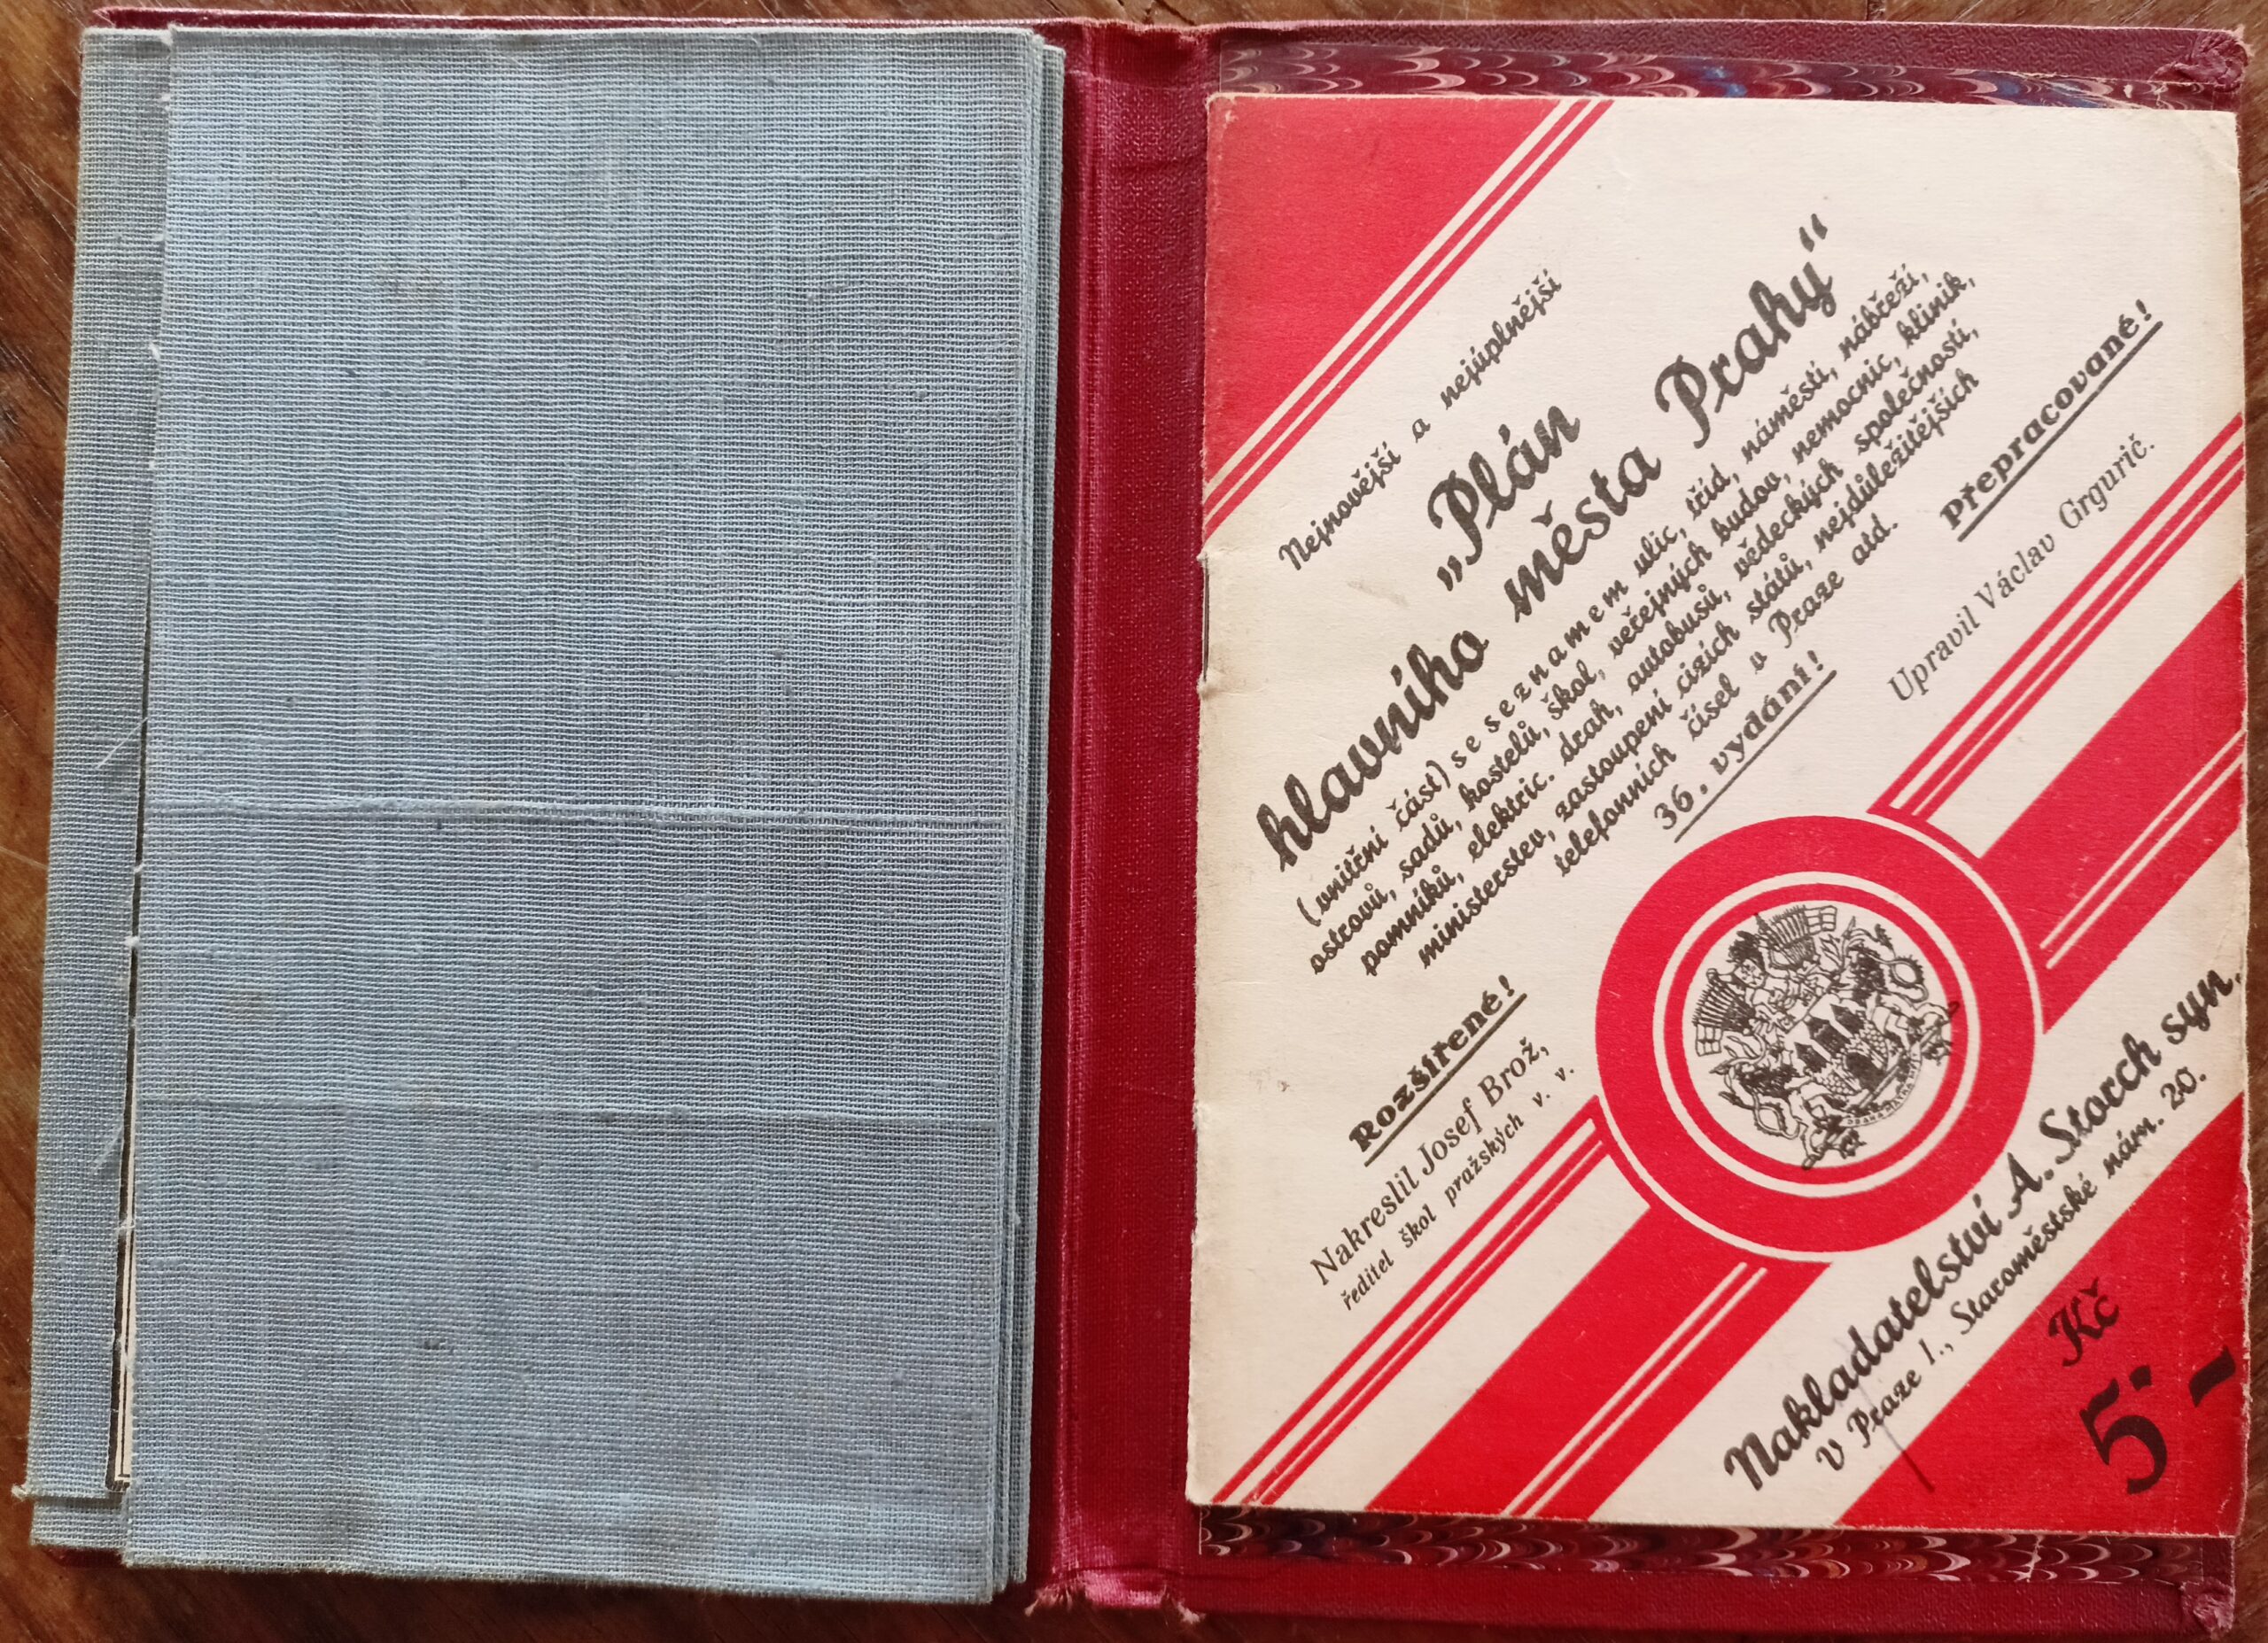 Nejnovější a nejúplnější
„Plán
hlavního města Prahy“
(vnitřní část) se seznamem ulic, tříd, náměstí, nábřeží,
ostrovů, sadů, kostelů, škol, veřejných budov, nemocnic, klinik,
pomníků, elektric. drah, autobusů, vědeckých společností,
ministerstev, zastoupení cizích států, nejdůležitějších
telefonních čísel v Praze atd.
36. vydání!
Rozšířené!
Přepracované!
Nakreslil Josef Brož,
ředitel škol pražských v. v.
Upravil Václav Grgurič.
Nakladatelství A. Storch syn,
v Praze I., Staroměstské nám. 20.
Kč
5·-